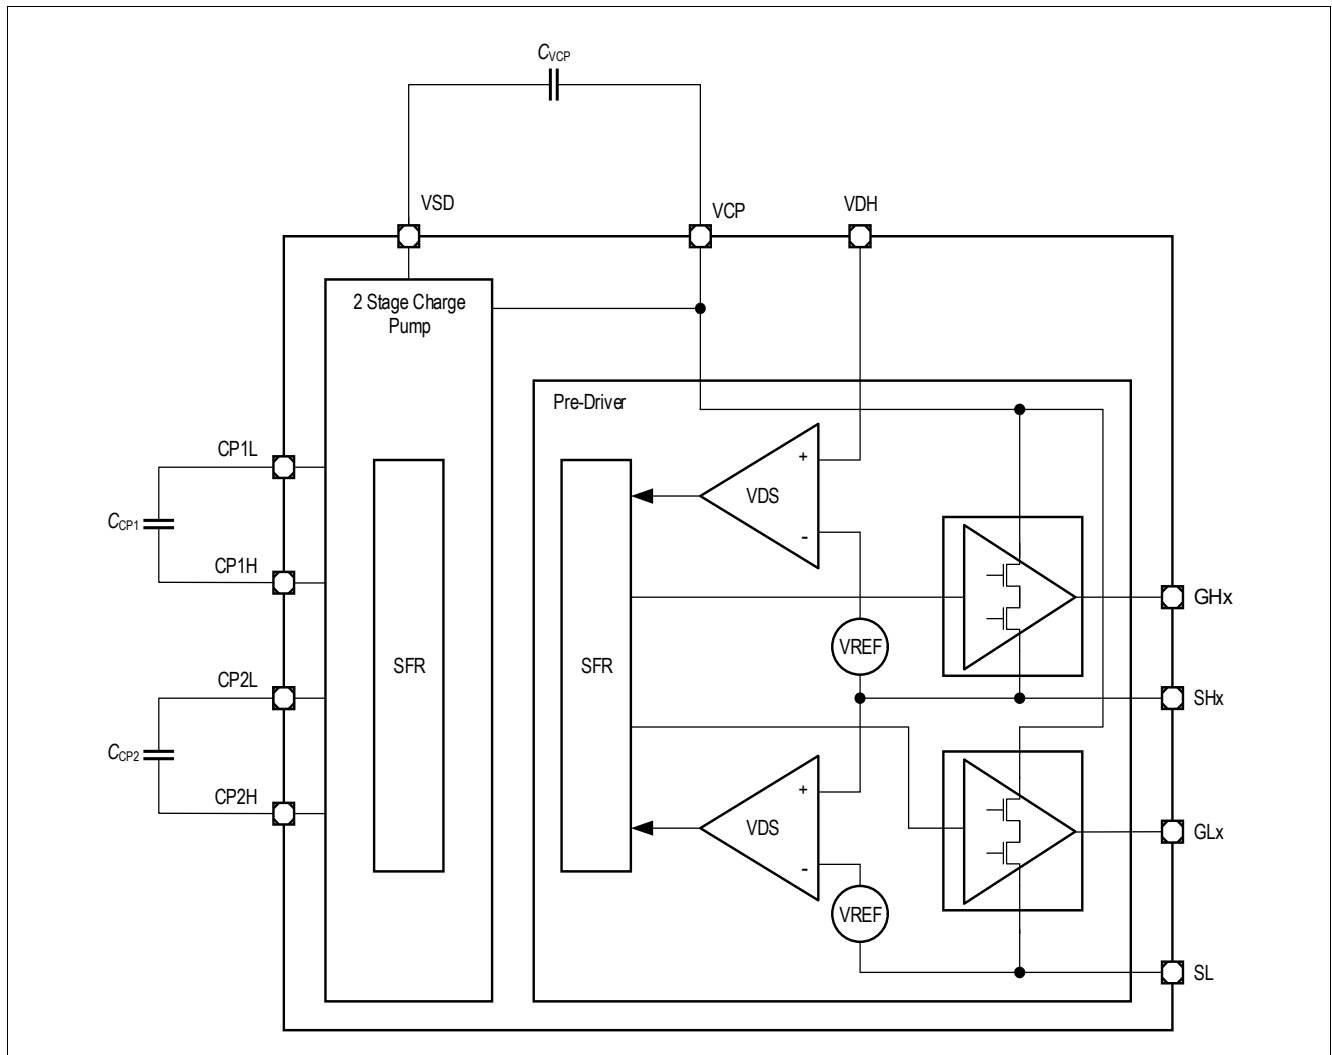 CVCP
VSD
VCP
VDH
2 Stage Charge
Pump
Pre-Driver
CP1L
+
VDS
CCP1
-
CP1H
GHx
VREF
SFR
SFR
CP2L
SHx
CCP2
+
CP2H
VDS
GLx
-
VREF
SL